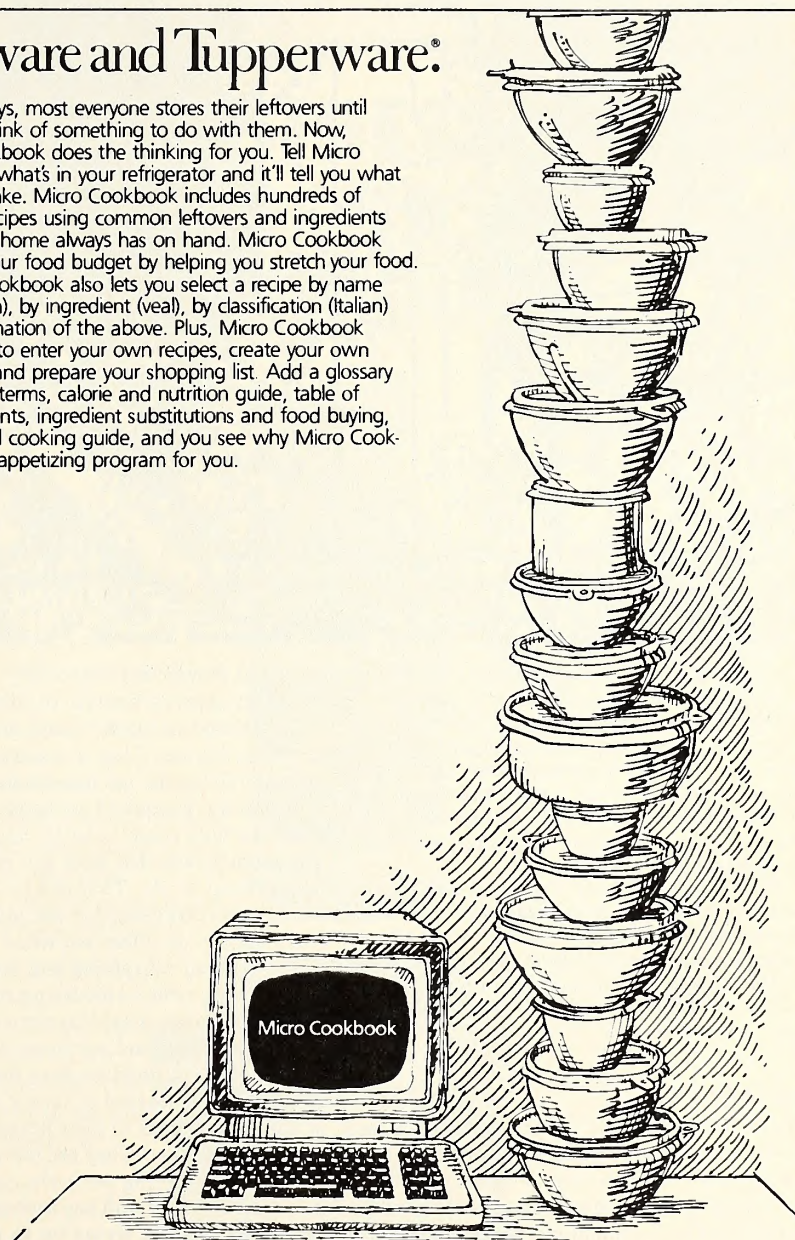 ware and Tupperware.®
ys, most everyone stores their leftovers until
ink of something to do with them. Now,
book does the thinking for you. Tell Micro
what's in your refrigerator and it'll tell you what
ake. Micro Cookbook includes hundreds of
cipes using common leftovers and ingredients
home always has on hand. Micro Cookbook
ur food budget by helping you stretch your food.
okbook also lets you select a recipe by name
), by ingredient (veal), by classification (Italian)
nation of the above. Plus, Micro Cookbook
to enter your own recipes, create your own
and prepare your shopping list. Add a glossary
terms, calorie and nutrition guide, table of
nts, ingredient substitutions and food buying,
cooking guide, and you see why Micro Cook-
appetizing program for you.
Micro Cookbook